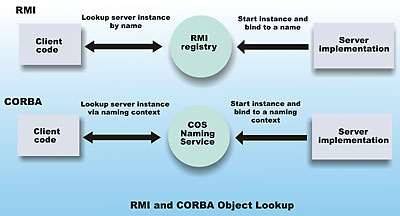 RMI
Client
code
Lookup server instance
by name
RMI
registry
Start instance and
bind to a name
Server
implementation
CORBA
Client
code
Lookup server instance
via naming context
COS
Naming
Service
Start instance and
bind to a naming
context
Server
implementation
RMI and CORBA Object Lookup